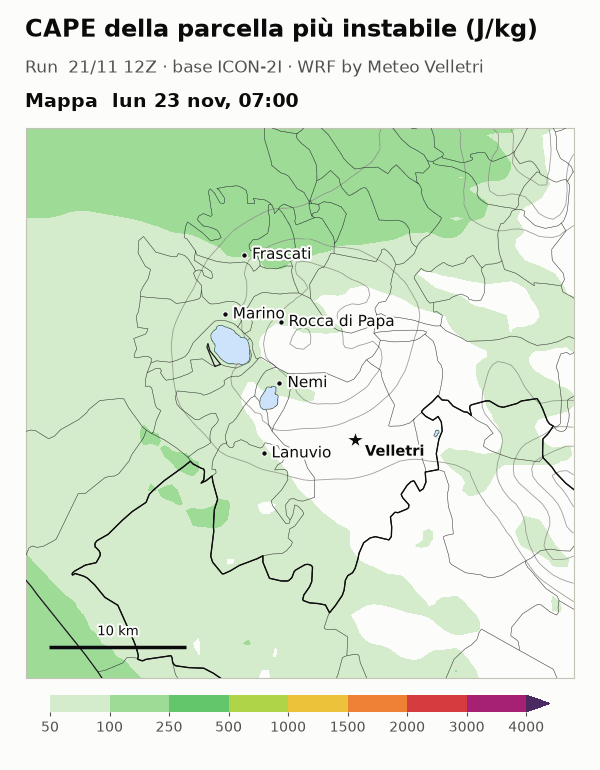 CAPE della parcella più instabile (J/kg)
Run  21/11 12Z · base ICON-2I · WRF by Meteo Velletri
Mappa  lun 23 nov, 07:00
Frascati
Marino
Rocca di Papa
Nemi
Velletri
Lanuvio
10 km
50 100 250 500 1000 1500 2000 3000 4000